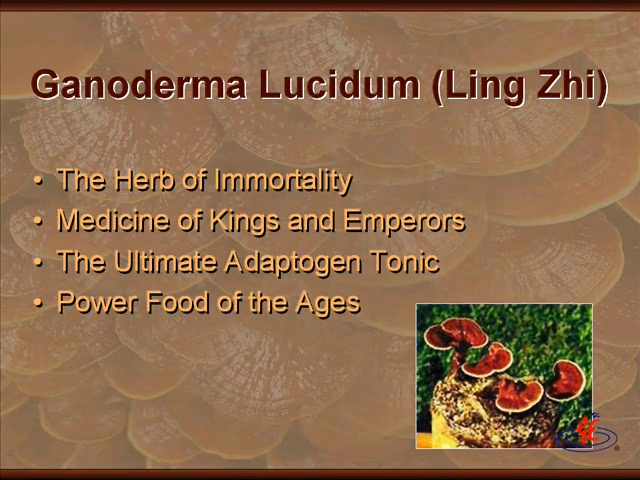 Ganoderma Lucidum (Ling Zhi)
• The Herb of Immortality
• Medicine of Kings and Emperors
• The Ultimate Adaptogen Tonic
• Power Food of the Ages
®